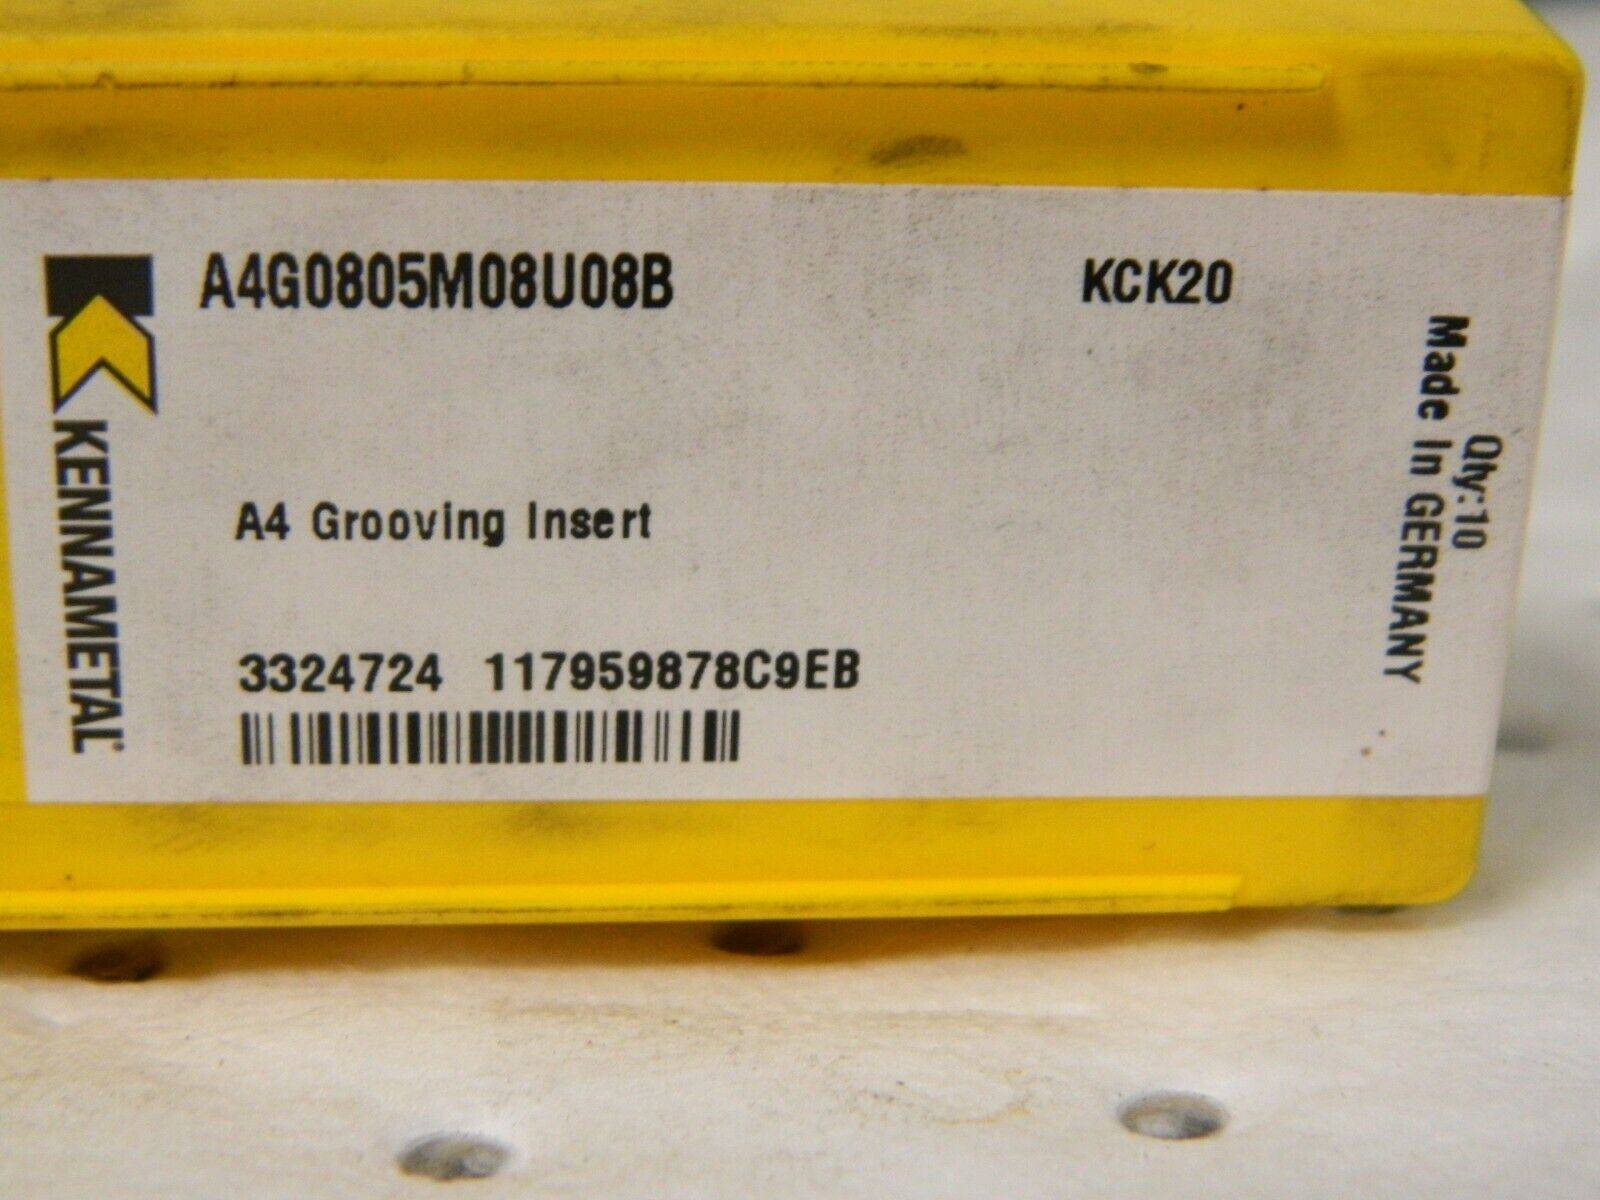 A4G0805M08U08B KCK20
KENNAMETAL
A4 Grooving Insert
3324724 117959878C9EB
Qty:10
Made In GERMANY